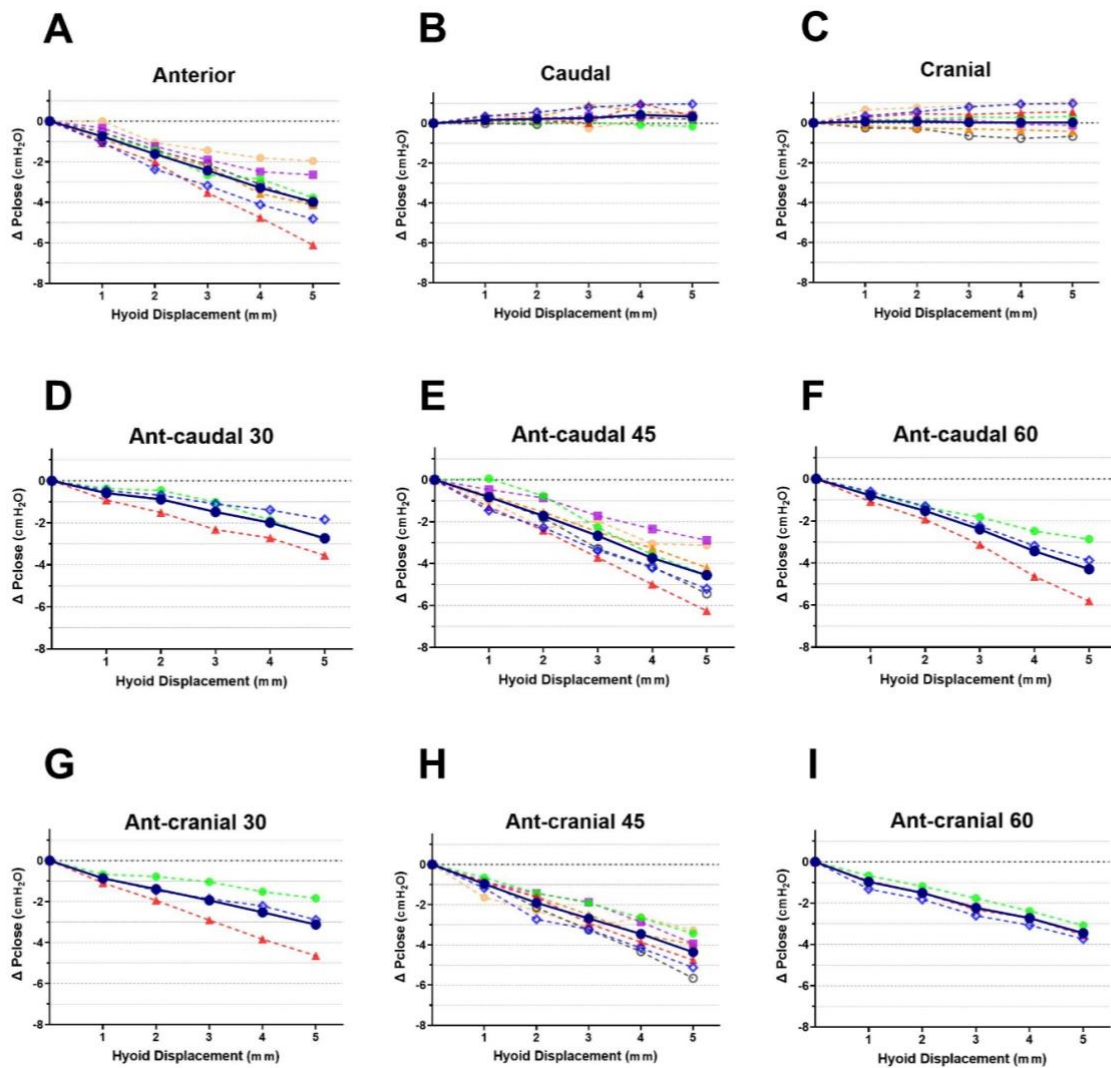 A
B
C
Anterior
Caudal
Cranial
0
-2
-4
-6
-8
Δ Pclose (cmH₂O)
1 2 3 4 5
Hyoid Displacement (mm)
0
-2
-4
-6
-8
Δ Pclose (cmH₂O)
1 2 3 4 5
Hyoid Displacement (mm)
0
-2
-4
-6
-8
Δ Pclose (cmH₂O)
1 2 3 4 5
Hyoid Displacement (mm)
D
E
F
Ant-caudal 30
Ant-caudal 45
Ant-caudal 60
0
-2
-4
-6
-8
Δ Pclose (cmH₂O)
1 2 3 4 5
Hyoid Displacement (mm)
0
-2
-4
-6
-8
Δ Pclose (cmH₂O)
1 2 3 4 5
Hyoid Displacement (mm)
0
-2
-4
-6
-8
Δ Pclose (cmH₂O)
1 2 3 4 5
Hyoid Displacement (mm)
G
H
I
Ant-cranial 30
Ant-cranial 45
Ant-cranial 60
0
-2
-4
-6
-8
Δ Pclose (cmH₂O)
1 2 3 4 5
Hyoid Displacement (mm)
0
-2
-4
-6
-8
Δ Pclose (cmH₂O)
1 2 3 4 5
Hyoid Displacement (mm)
0
-2
-4
-6
-8
Δ Pclose (cmH₂O)
1 2 3 4 5
Hyoid Displacement (mm)